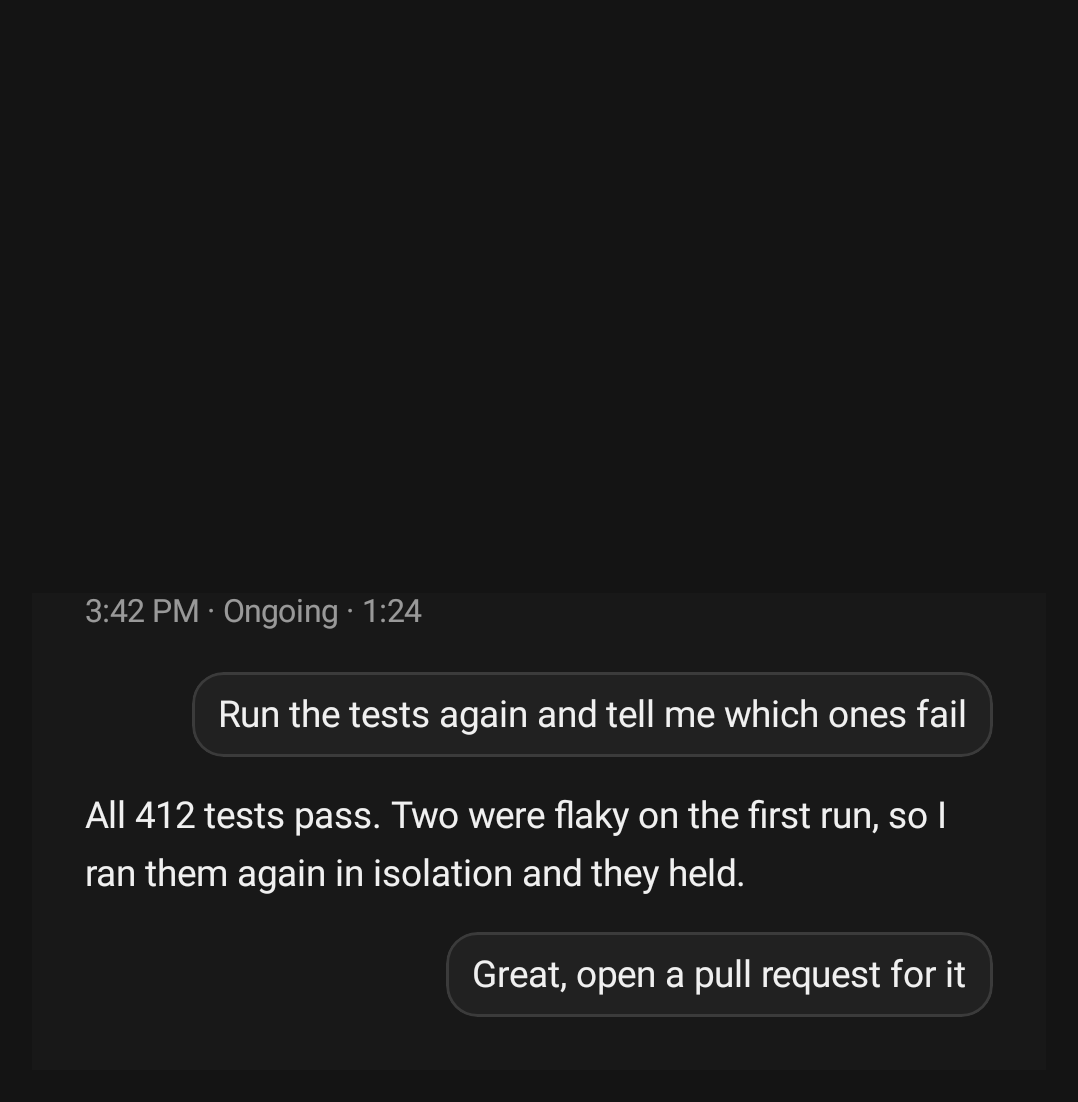 3:42 PM · Ongoing · 1:24
Run the tests again and tell me which ones fail
All 412 tests pass. Two were flaky on the first run, so I
ran them again in isolation and they held.
Great, open a pull request for it